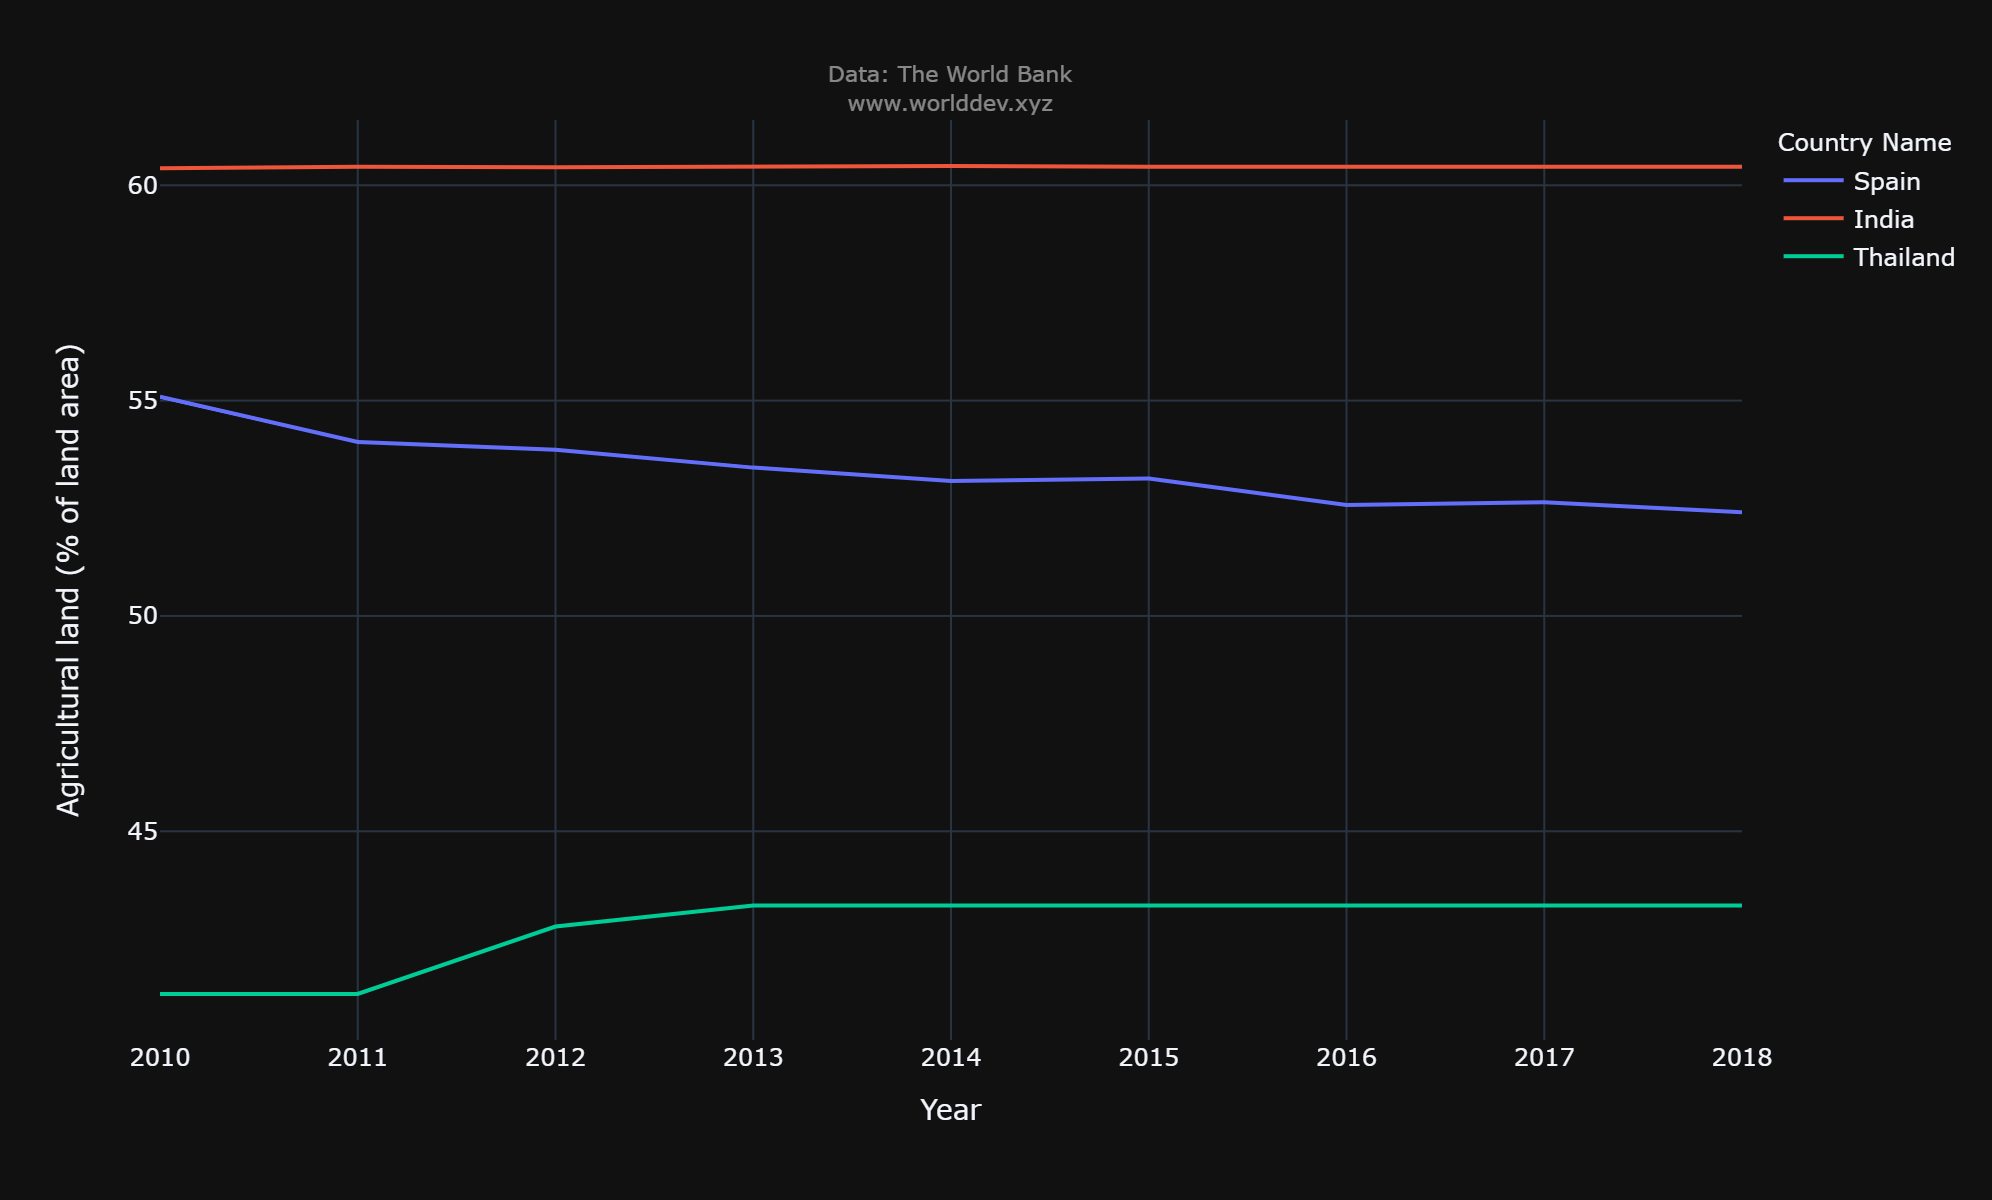 Data: The World Bank
www.worlddev.xyz
Country Name
Spain
India
Thailand
Agricultural land (% of land area)
60
55
50
45
2010 2011 2012 2013 2014 2015 2016 2017 2018
Year